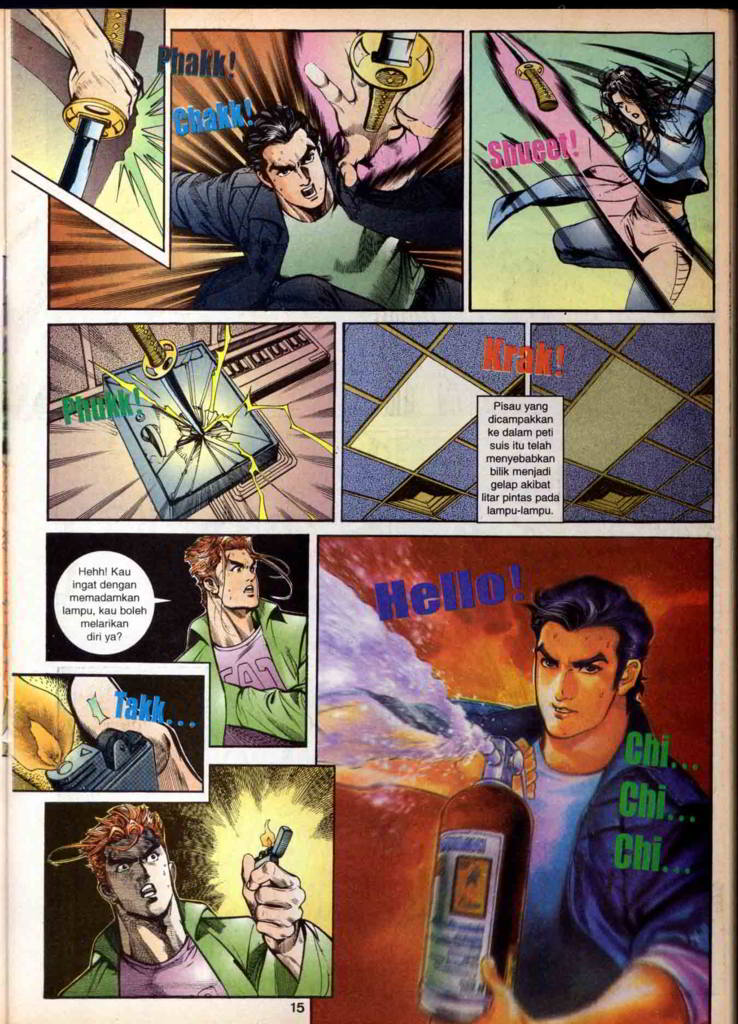 Phakk!
Chakk!
Shueet!
Phukk!
Krak!
Pisau yang
dicampakkan
ke dalam peti
suis itu telah
menyebabkan
bilik menjadi
gelap akibat
litar pintas pada
lampu-lampu.
Hehh! Kau
ingat dengan
memadamkan
lampu, kau boleh
melarikan
diri ya?
Hello!
Takk...
Chi...
Chi...
Chi...
15